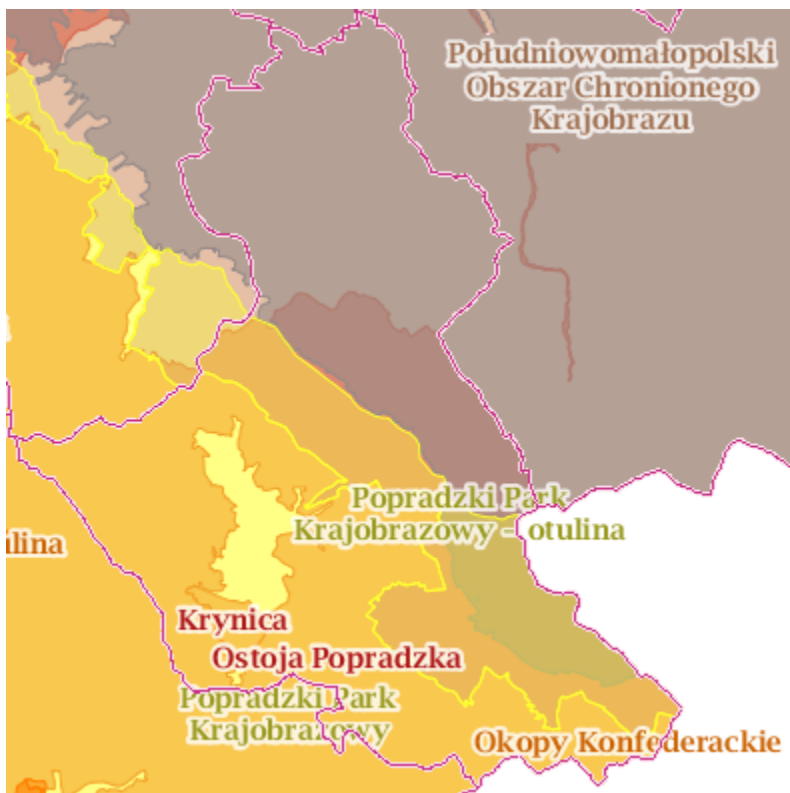 Południowomałopolski
Obszar Chronionego
Krajobrazu
Popradzki Park
Krajobrazowy - otulina
ulina
Krynica
Ostoja Popradzka
Popradzki Park
Krajobrazowy
Okopy Konfederackie